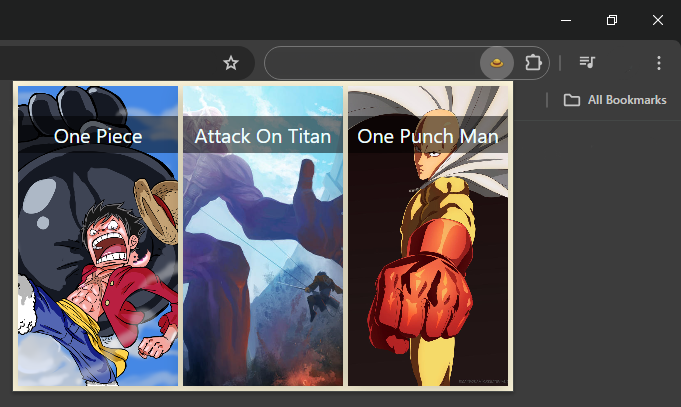 All Bookmarks
One Piece
Attack On Titan
One Punch Man